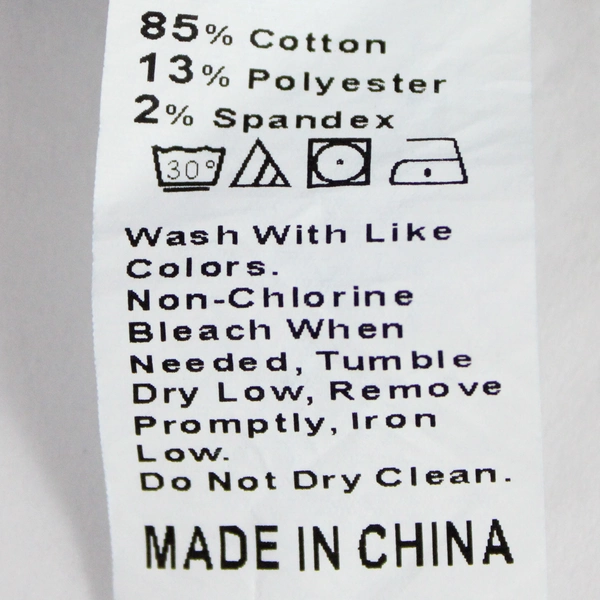 85% Cotton
13% Polyester
2% Spandex
30°
Wash With Like
Colors.
Non-Chlorine
Bleach When
Needed, Tumble
Dry Low, Remove
Promptly, Iron
Low.
Do Not Dry Clean.
MADE IN CHINA